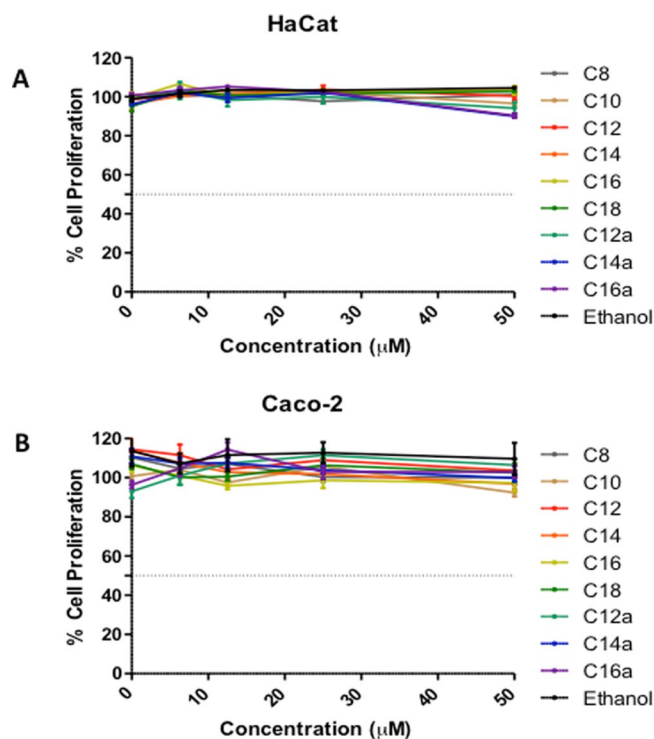 HaCat
A
% Cell Proliferation
120
100
80
60
40
20
0
0
10
20
30
40
50
Concentration (μM)
C8
C10
C12
C14
C16
C18
C12a
C14a
C16a
Ethanol
Caco-2
B
% Cell Proliferation
120
100
80
60
40
20
0
0
10
20
30
40
50
Concentration (μM)
C8
C10
C12
C14
C16
C18
C12a
C14a
C16a
Ethanol